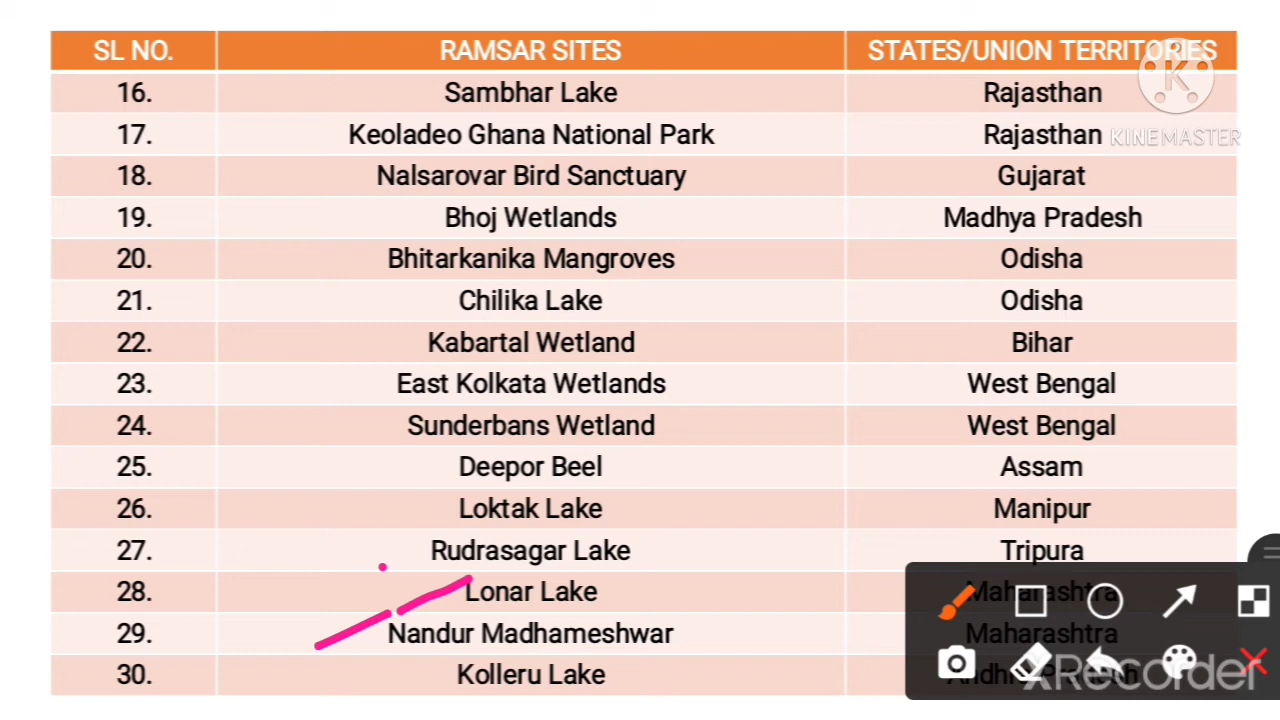 SL NO. RAMSAR SITES STATES/UNION TERRITORIES
16. Sambhar Lake Rajasthan
17. Keoladeo Ghana National Park Rajasthan
K
KINEMASTER
18. Nalsarovar Bird Sanctuary Gujarat
19. Bhoj Wetlands Madhya Pradesh
20. Bhitarkanika Mangroves Odisha
21. Chilika Lake Odisha
22. Kabartal Wetland Bihar
23. East Kolkata Wetlands West Bengal
24. Sunderbans Wetland West Bengal
25. Deepor Beel Assam
26. Loktak Lake Manipur
27. Rudrasagar Lake Tripura
28. Lonar Lake Maharashtra
29. Nandur Madhameshwar Maharashtra
30. Kolleru Lake Andhra Pradesh
XRecorder